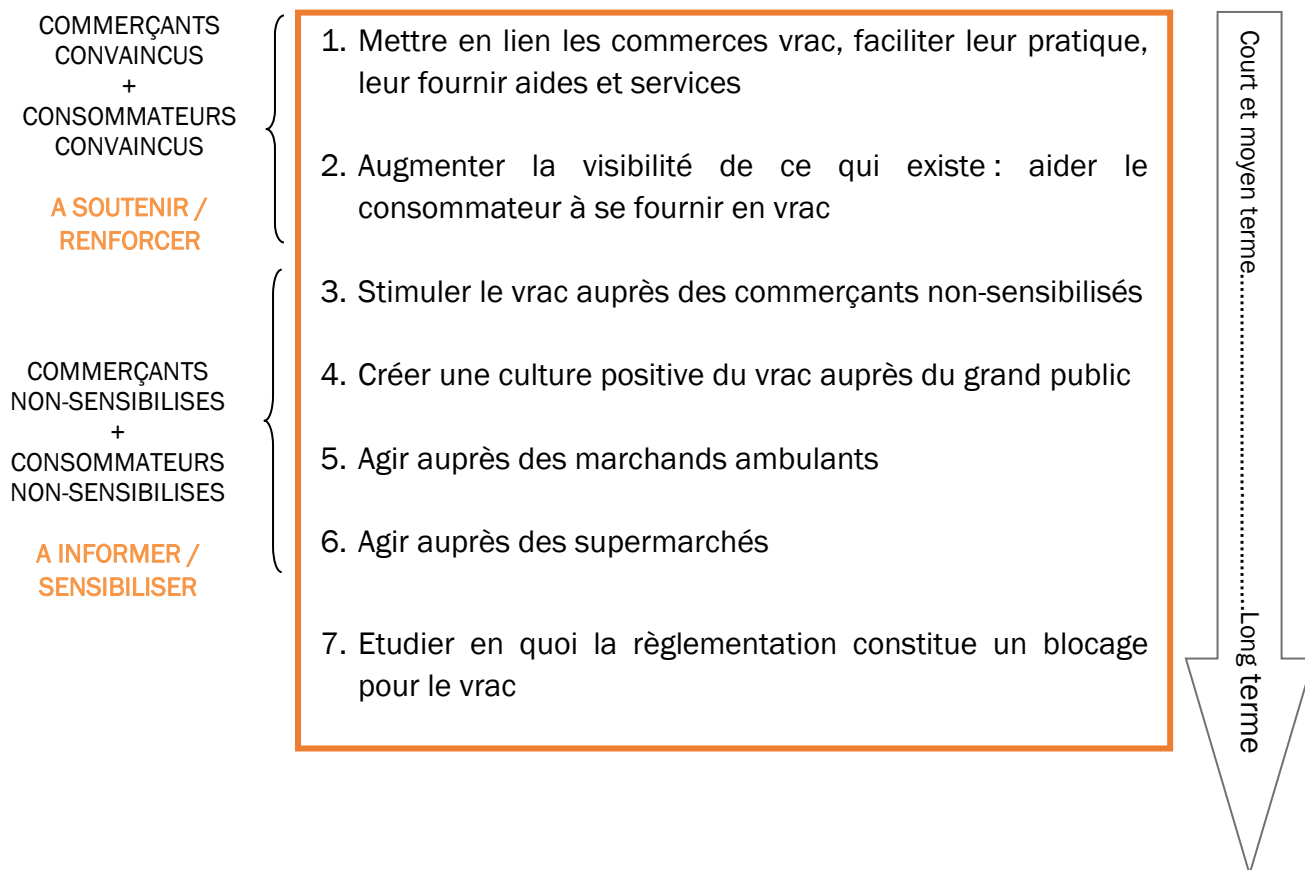 COMMERÇANTS
CONVAINCUS
+
CONSOMMATEURS
CONVAINCUS
A SOUTENIR /
RENFORCER
COMMERÇANTS
NON-SENSIBILISES
+
CONSOMMATEURS
NON-SENSIBILISES
A INFORMER /
SENSIBILISER
1. Mettre en lien les commerces vrac, faciliter leur pratique,
leur fournir aides et services
2. Augmenter la visibilité de ce qui existe : aider le
consommateur à se fournir en vrac
3. Stimuler le vrac auprès des commerçants non-sensibilisés
4. Créer une culture positive du vrac auprès du grand public
5. Agir auprès des marchands ambulants
6. Agir auprès des supermarchés
7. Etudier en quoi la règlementation constitue un blocage
pour le vrac
Court et moyen terme.................................................Long terme